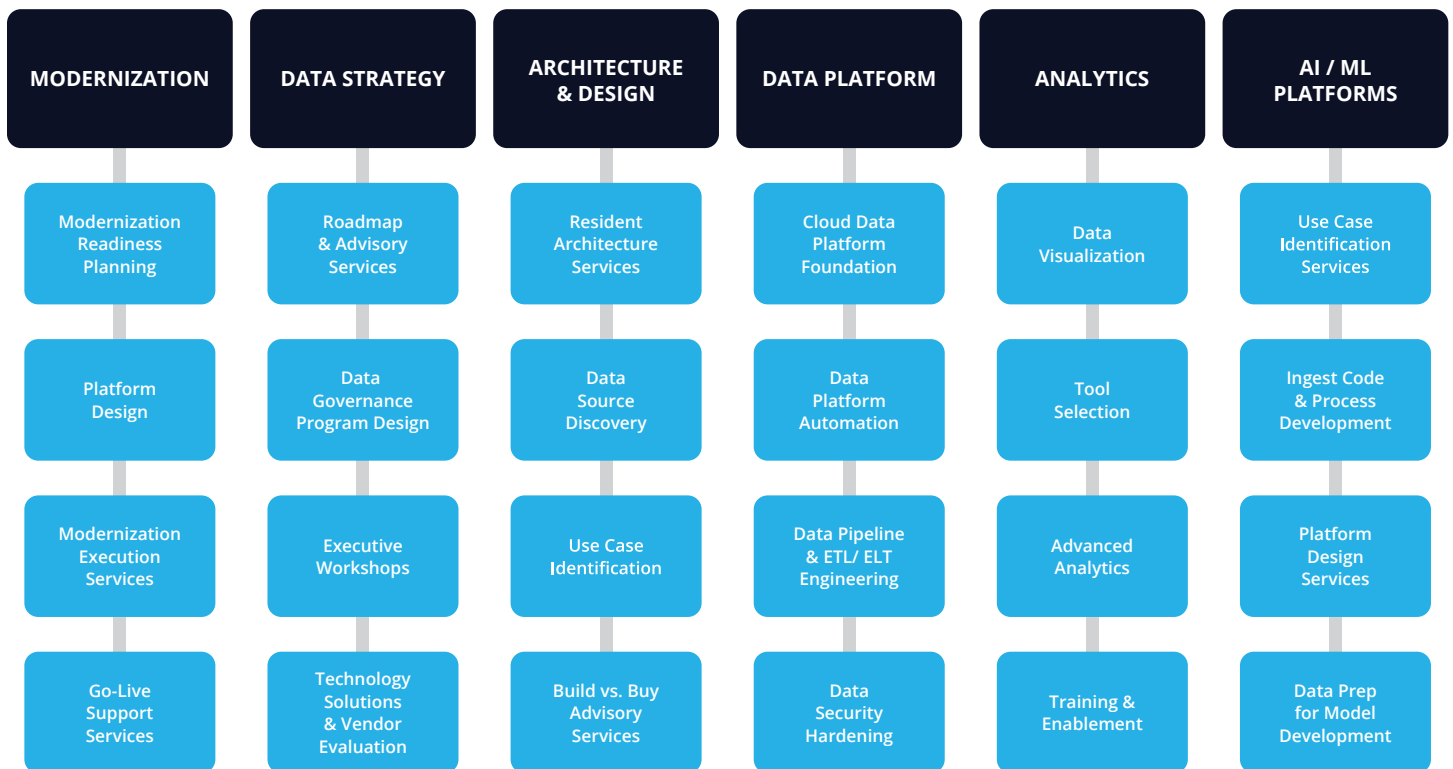 MODERNIZATION
Modernization
Readiness
Planning
Platform
Design
Modernization
Execution
Services
Go-Live
Support
Services
DATA STRATEGY
Roadmap
& Advisory
Services
Data
Governance
Program Design
Executive
Workshops
Technology
Solutions
& Vendor
Evaluation
ARCHITECTURE
& DESIGN
Resident
Architecture
Services
Data
Source
Discovery
Use Case
Identification
Build vs. Buy
Advisory
Services
DATA PLATFORM
Cloud Data
Platform
Foundation
Data
Platform
Automation
Data Pipeline
& ETL/ ELT
Engineering
Data
Security
Hardening
ANALYTICS
Data
Visualization
Tool
Selection
Advanced
Analytics
Training &
Enablement
AI / ML
PLATFORMS
Use Case
Identification
Services
Ingest Code
& Process
Development
Platform
Design
Services
Data Prep
for Model
Development